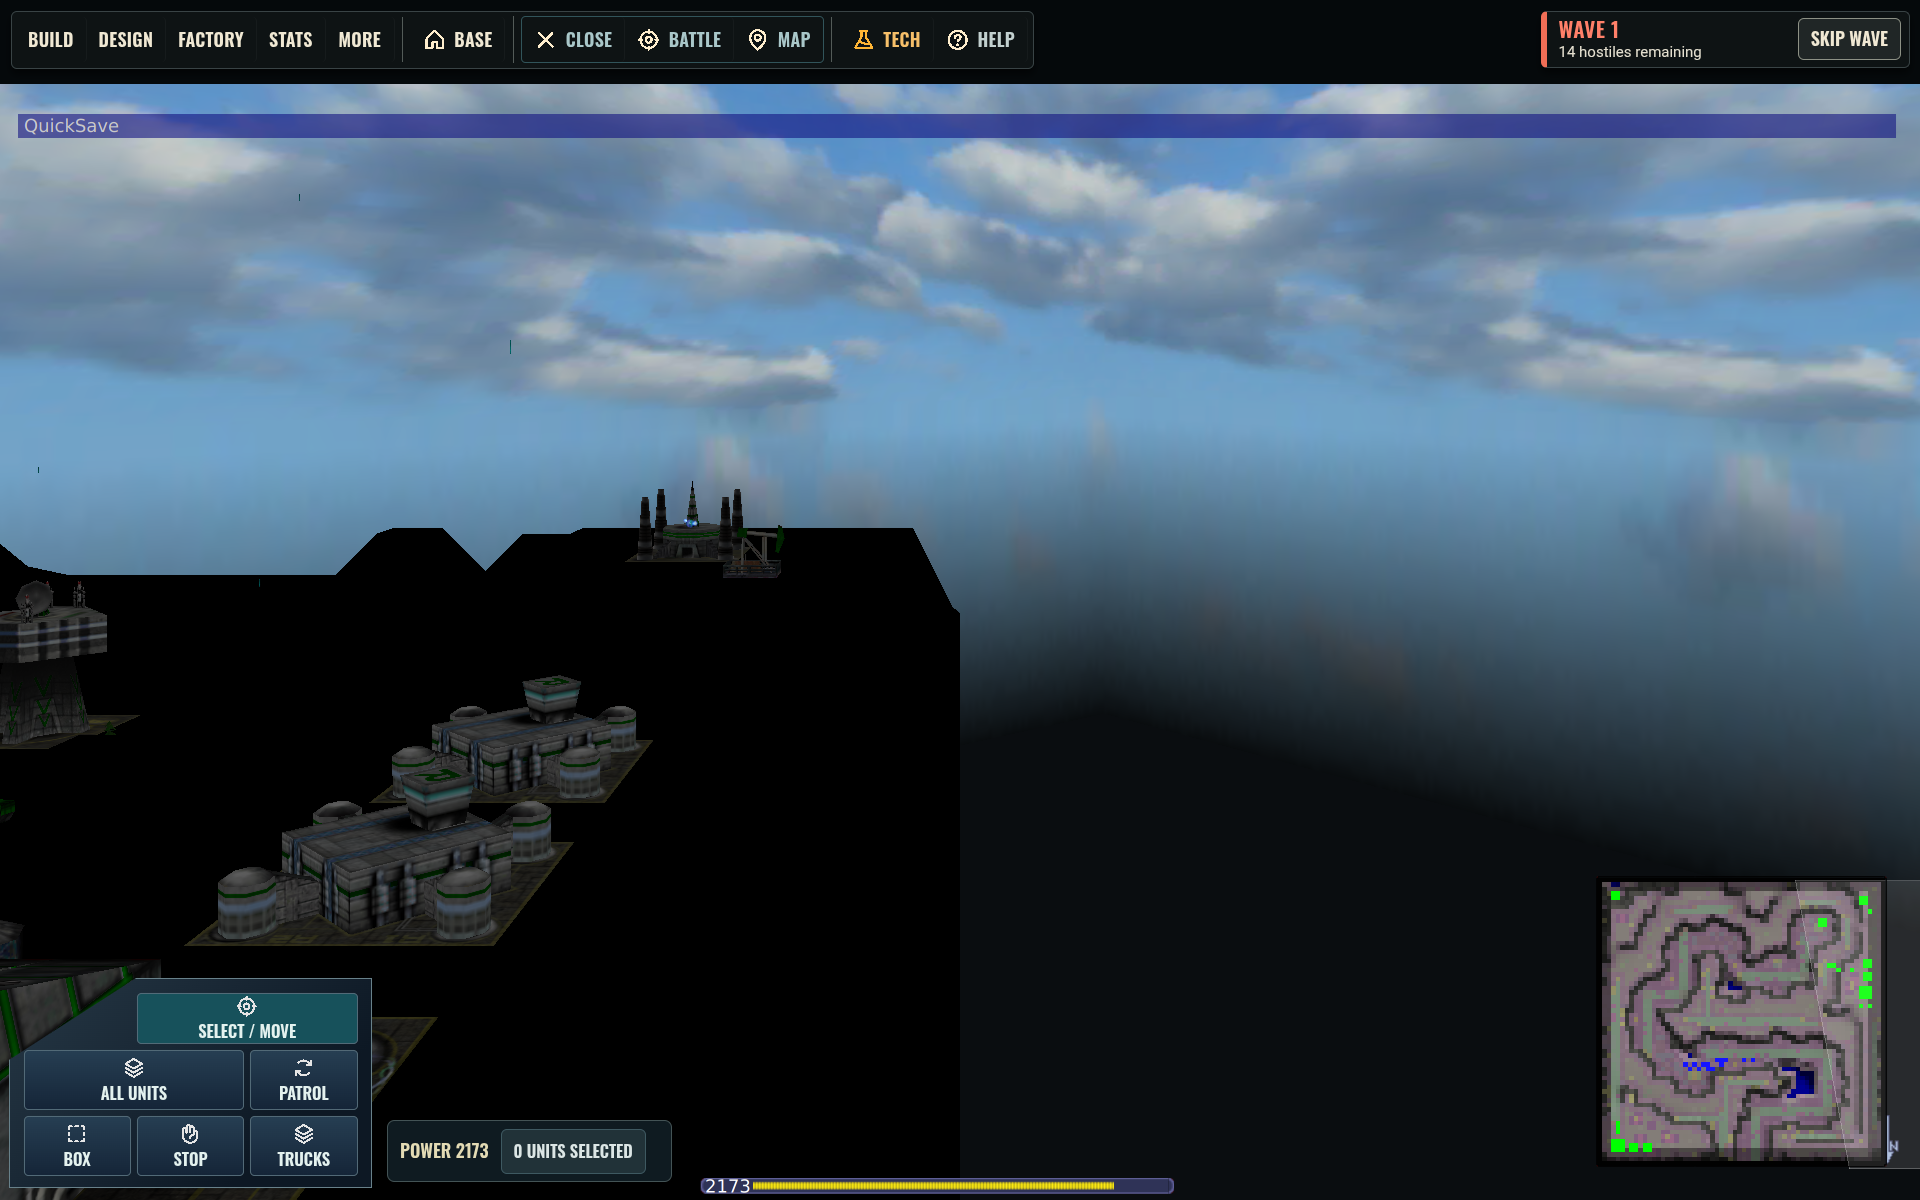 BUILD DESIGN FACTORY STATS MORE BASE CLOSE BATTLE MAP TECH HELP
WAVE 1
14 hostiles remaining
SKIP WAVE
QuickSave
SELECT / MOVE
ALL UNITS PATROL
BOX STOP TRUCKS
POWER 2173 0 UNITS SELECTED
2173
N